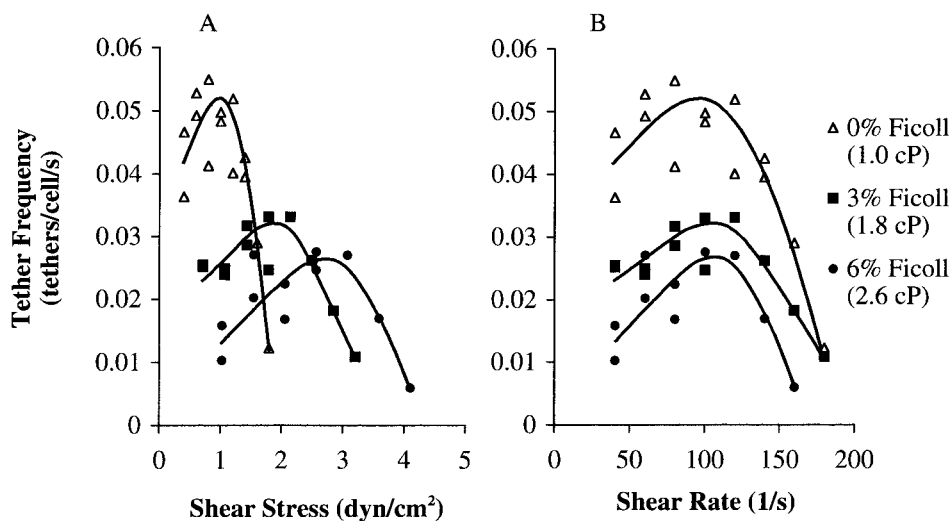 A
B
Tether Frequency
(tethers/cell/s)
0.06
0.05
0.04
0.03
0.02
0.01
0
0
1
2
3
4
5
Shear Stress (dyn/cm²)
0.06
0.05
0.04
0.03
0.02
0.01
0
0
50
100
150
200
Shear Rate (1/s)
0% Ficoll
(1.0 cP)
3% Ficoll
(1.8 cP)
6% Ficoll
(2.6 cP)